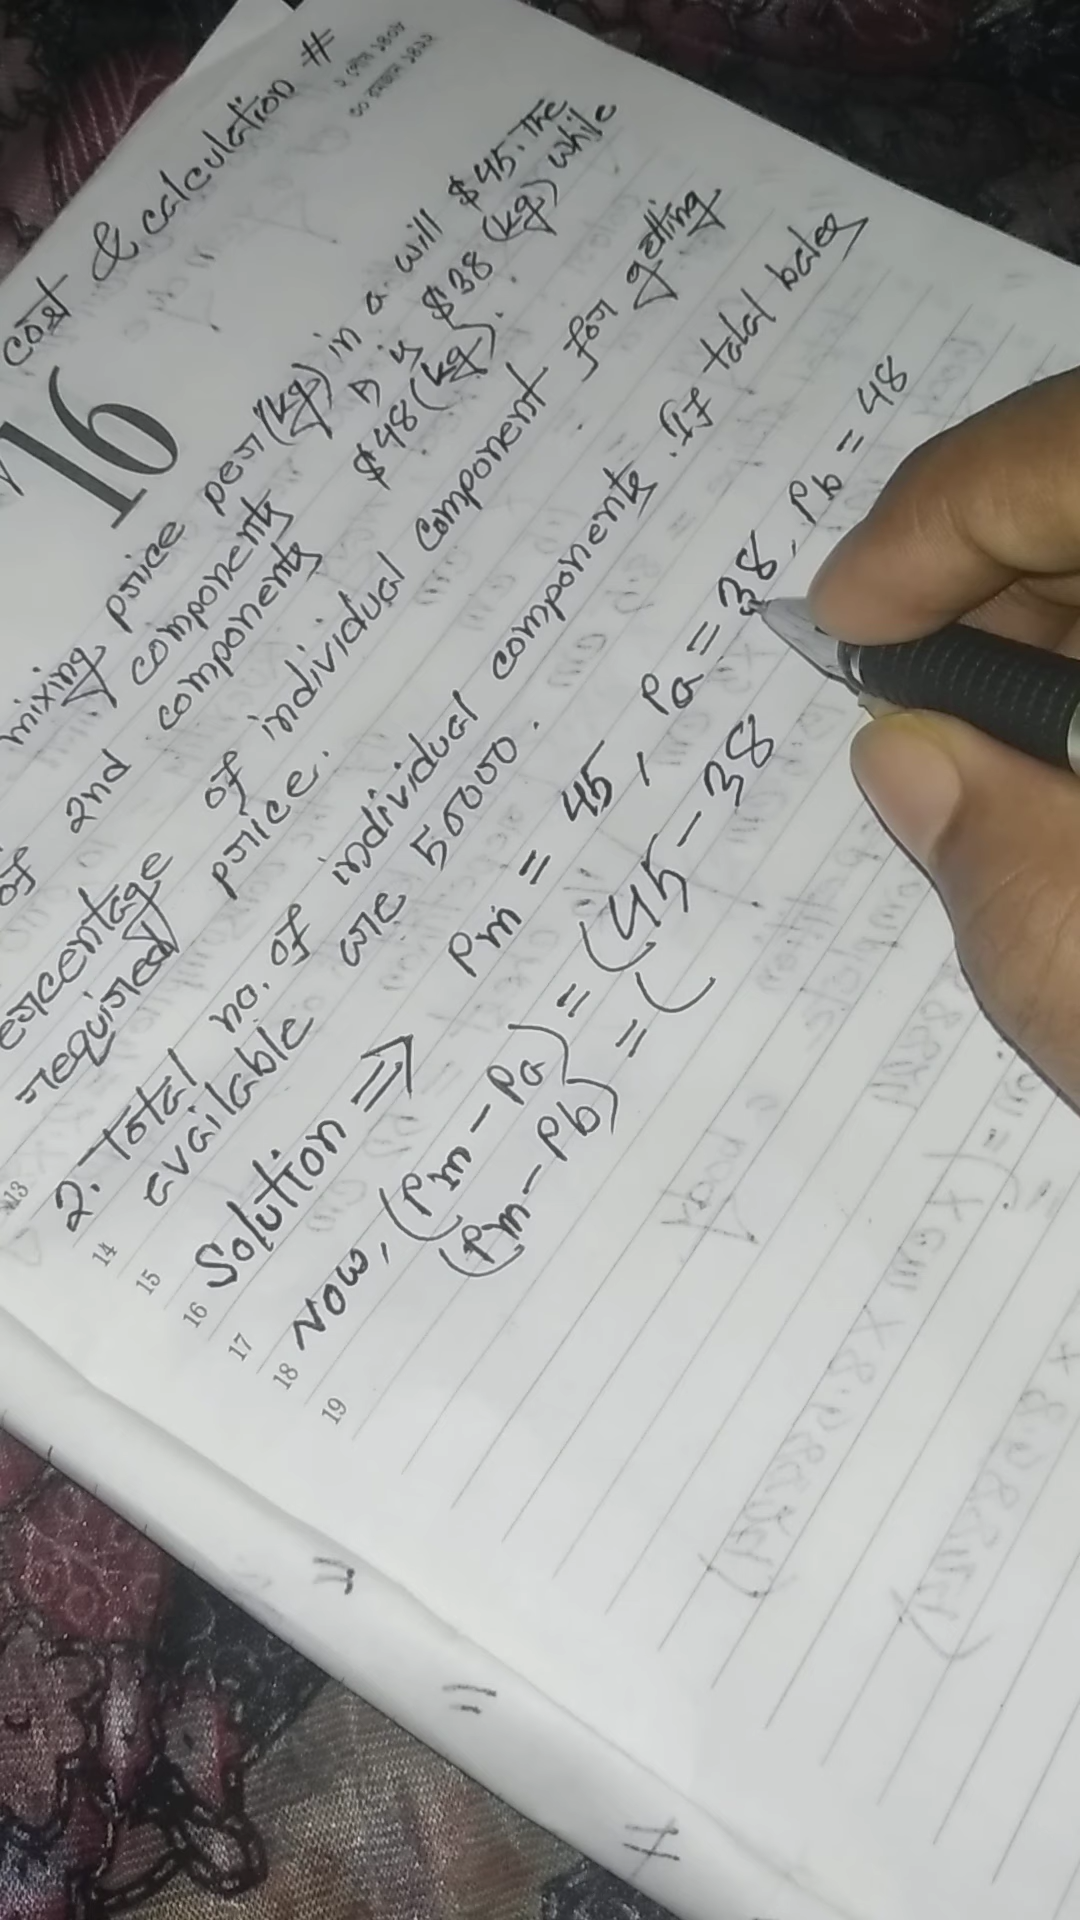 cost & calculation #
২ পৌষ ১৪৩৮
১৪২২
16
mixing price per (kg) in a will $45. The
components is $38 (kg) while
of 2nd components $48 (kg).
of individual component for getting
required price.
2. Total no. of individual components. If total bales
available are 50000.
Solution ⇒ Pm = 45, Pa = 38, Pb = 48
Now, (Pm - Pa) = (45 - 38
(Pm - Pb) = (
13
14
15
16
17
18
19